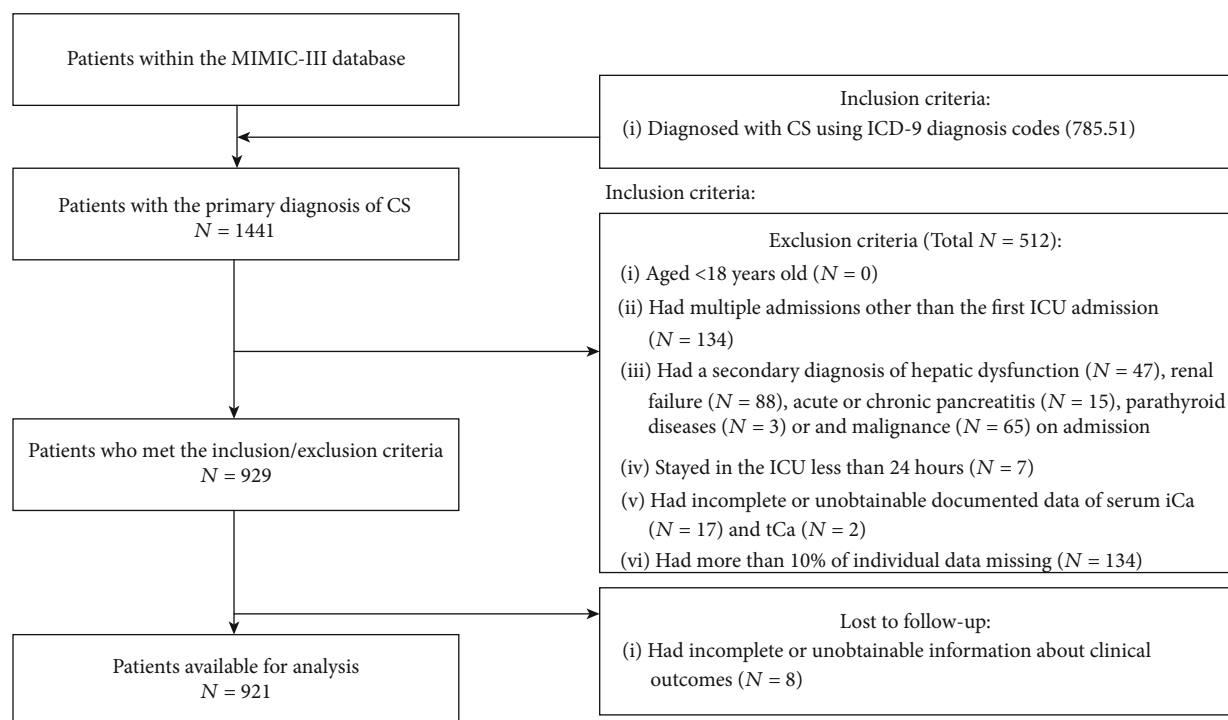 Patients within the MIMIC-III database
Inclusion criteria:
(i) Diagnosed with CS using ICD-9 diagnosis codes (785.51)
Patients with the primary diagnosis of CS
N = 1441
Inclusion criteria:
Exclusion criteria (Total N = 512):
(i) Aged <18 years old (N = 0)
(ii) Had multiple admissions other than the first ICU admission
(N = 134)
(iii) Had a secondary diagnosis of hepatic dysfunction (N = 47), renal
failure (N = 88), acute or chronic pancreatitis (N = 15), parathyroid
diseases (N = 3) or and malignance (N = 65) on admission
(iv) Stayed in the ICU less than 24 hours (N = 7)
(v) Had incomplete or unobtainable documented data of serum iCa
(N = 17) and tCa (N = 2)
(vi) Had more than 10% of individual data missing (N = 134)
Patients who met the inclusion/exclusion criteria
N = 929
Lost to follow-up:
(i) Had incomplete or unobtainable information about clinical
outcomes (N = 8)
Patients available for analysis
N = 921